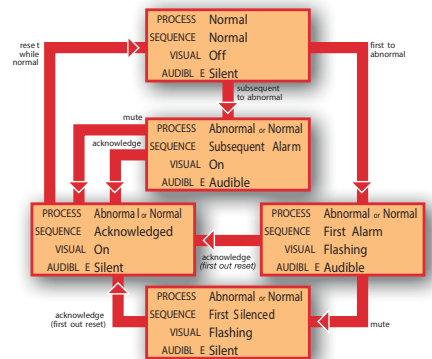 PROCESS Normal
SEQUENCE Normal
VISUAL Off
AUDIBL E Silent
reset
while
normal
first to
abnormal
subsequent
to abnormal
mute
acknowledge
PROCESS Abnormal or Normal
SEQUENCE Subsequent Alarm
VISUAL On
AUDIBL E Audible
PROCESS Abnormal or Normal
SEQUENCE Acknowledged
VISUAL On
AUDIBL E Silent
acknowledge
(first out reset)
PROCESS Abnormal or Normal
SEQUENCE First Alarm
VISUAL Flashing
AUDIBL E Audible
acknowledge
(first out reset)
PROCESS Abnormal or Normal
SEQUENCE First Silenced
VISUAL Flashing
AUDIBL E Silent
mute